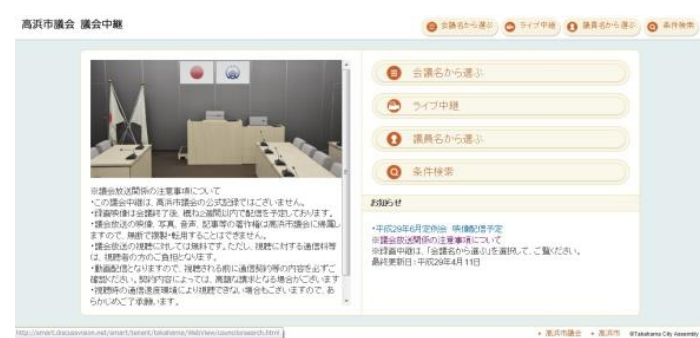 高浜市議会 議会中継
会議名から選ぶ ライブ中継 議員名から選ぶ 条件検索
会議名から選ぶ
ライブ中継
議員名から選ぶ
条件検索
※議会放送関係の注意事項について
・この議会中継は、高浜市議会の公式記録ではございません。
・録画映像は会議終了後、概ね2週間以内で配信を予定しております。
・議会放送の映像、写真、音声、記事等の著作権は高浜市議会に帰属し
ますので、無断で複製・転用することはできません。
・議会放送の視聴に対しては無料です。ただし、視聴に対する通信料等
は、視聴者の方のご負担となります。
・動画配信となりますので、視聴される前に通信契約等の内容を必ずご
確認ください。契約内容によっては、高額な請求となる場合がございます
・視聴時の通信速度環境により視聴できない場合もございますので、あ
らかじめご了承願います。
お知らせ
・平成29年6月定例会 映像配信予定
※議会放送関係の注意事項について
※録画中継は、「会議名から選ぶ」を選択して、ご覧ください。
最終更新日:平成29年4月11日
http://smart.discussvision.net/smart/tenant/takahama/WebView/councilorsearch.html
・高浜市議会 ・高浜市 ©Takahama City Assembly